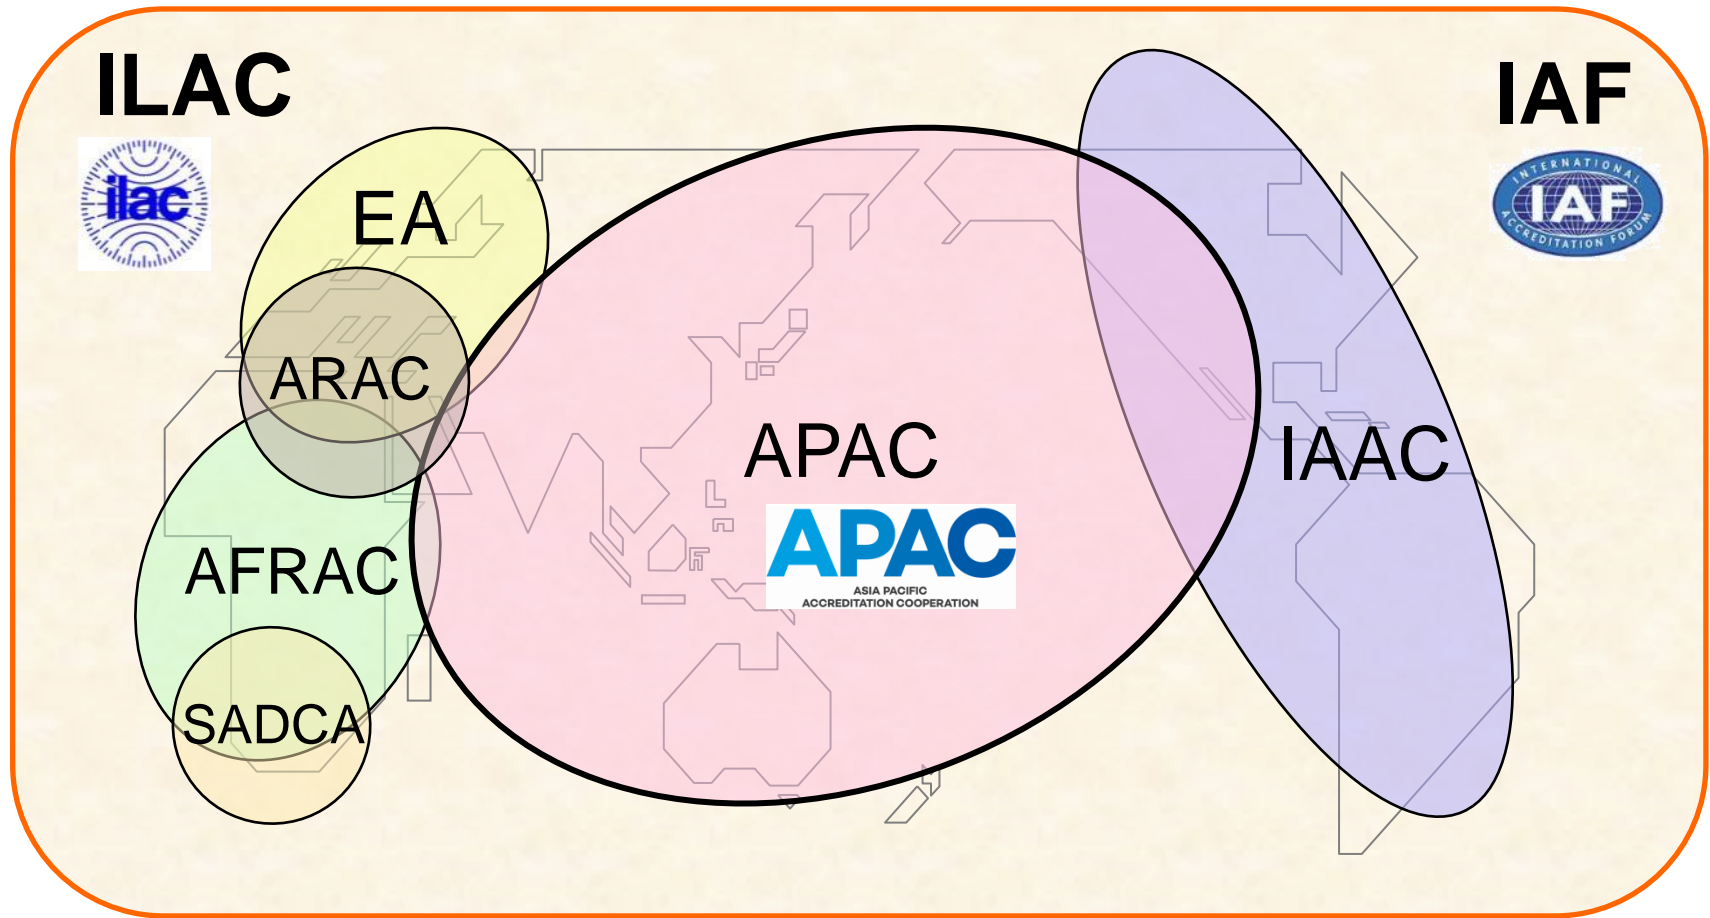 ILAC
IAF
ilac
INTERNATIONAL
IAF
ACCREDITATION FORUM
EA
ARAC
APAC
IAAC
APAC
ASIA PACIFIC
ACCREDITATION COOPERATION
AFRAC
SADCA